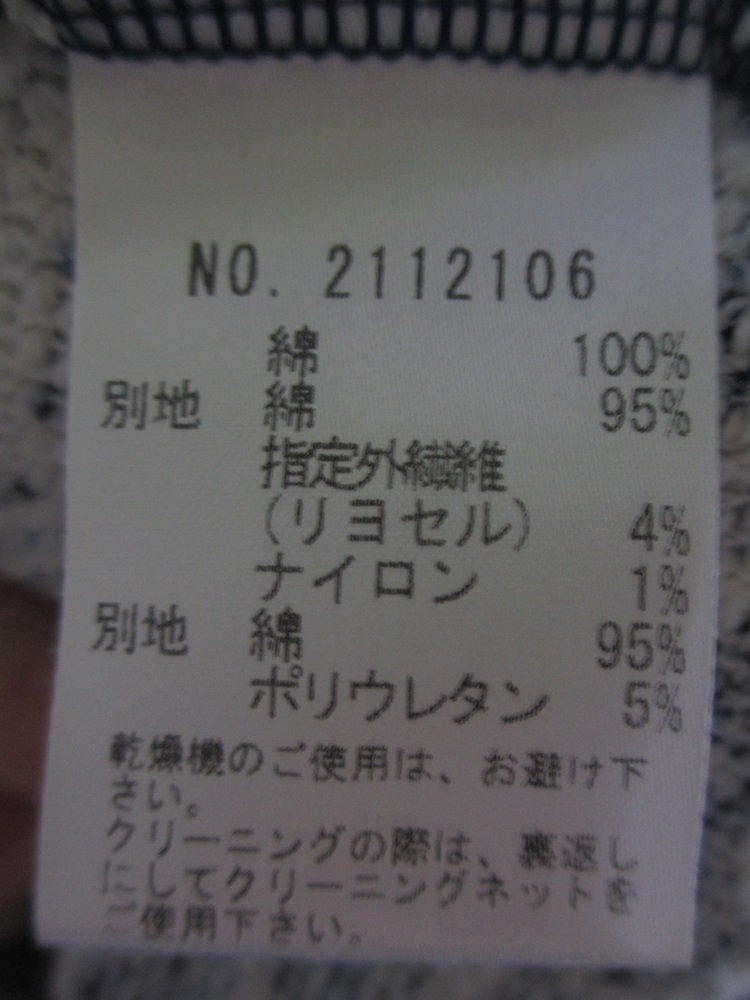 NO. 2112106
綿 100%
別地 綿 95%
指定外繊維
(リヨセル) 4%
ナイロン 1%
別地 綿 95%
ポリウレタン 5%
乾燥機のご使用は、お避け下
さい。
クリーニングの際は、裏返し
にしてクリーニングネットを
ご使用下さい。